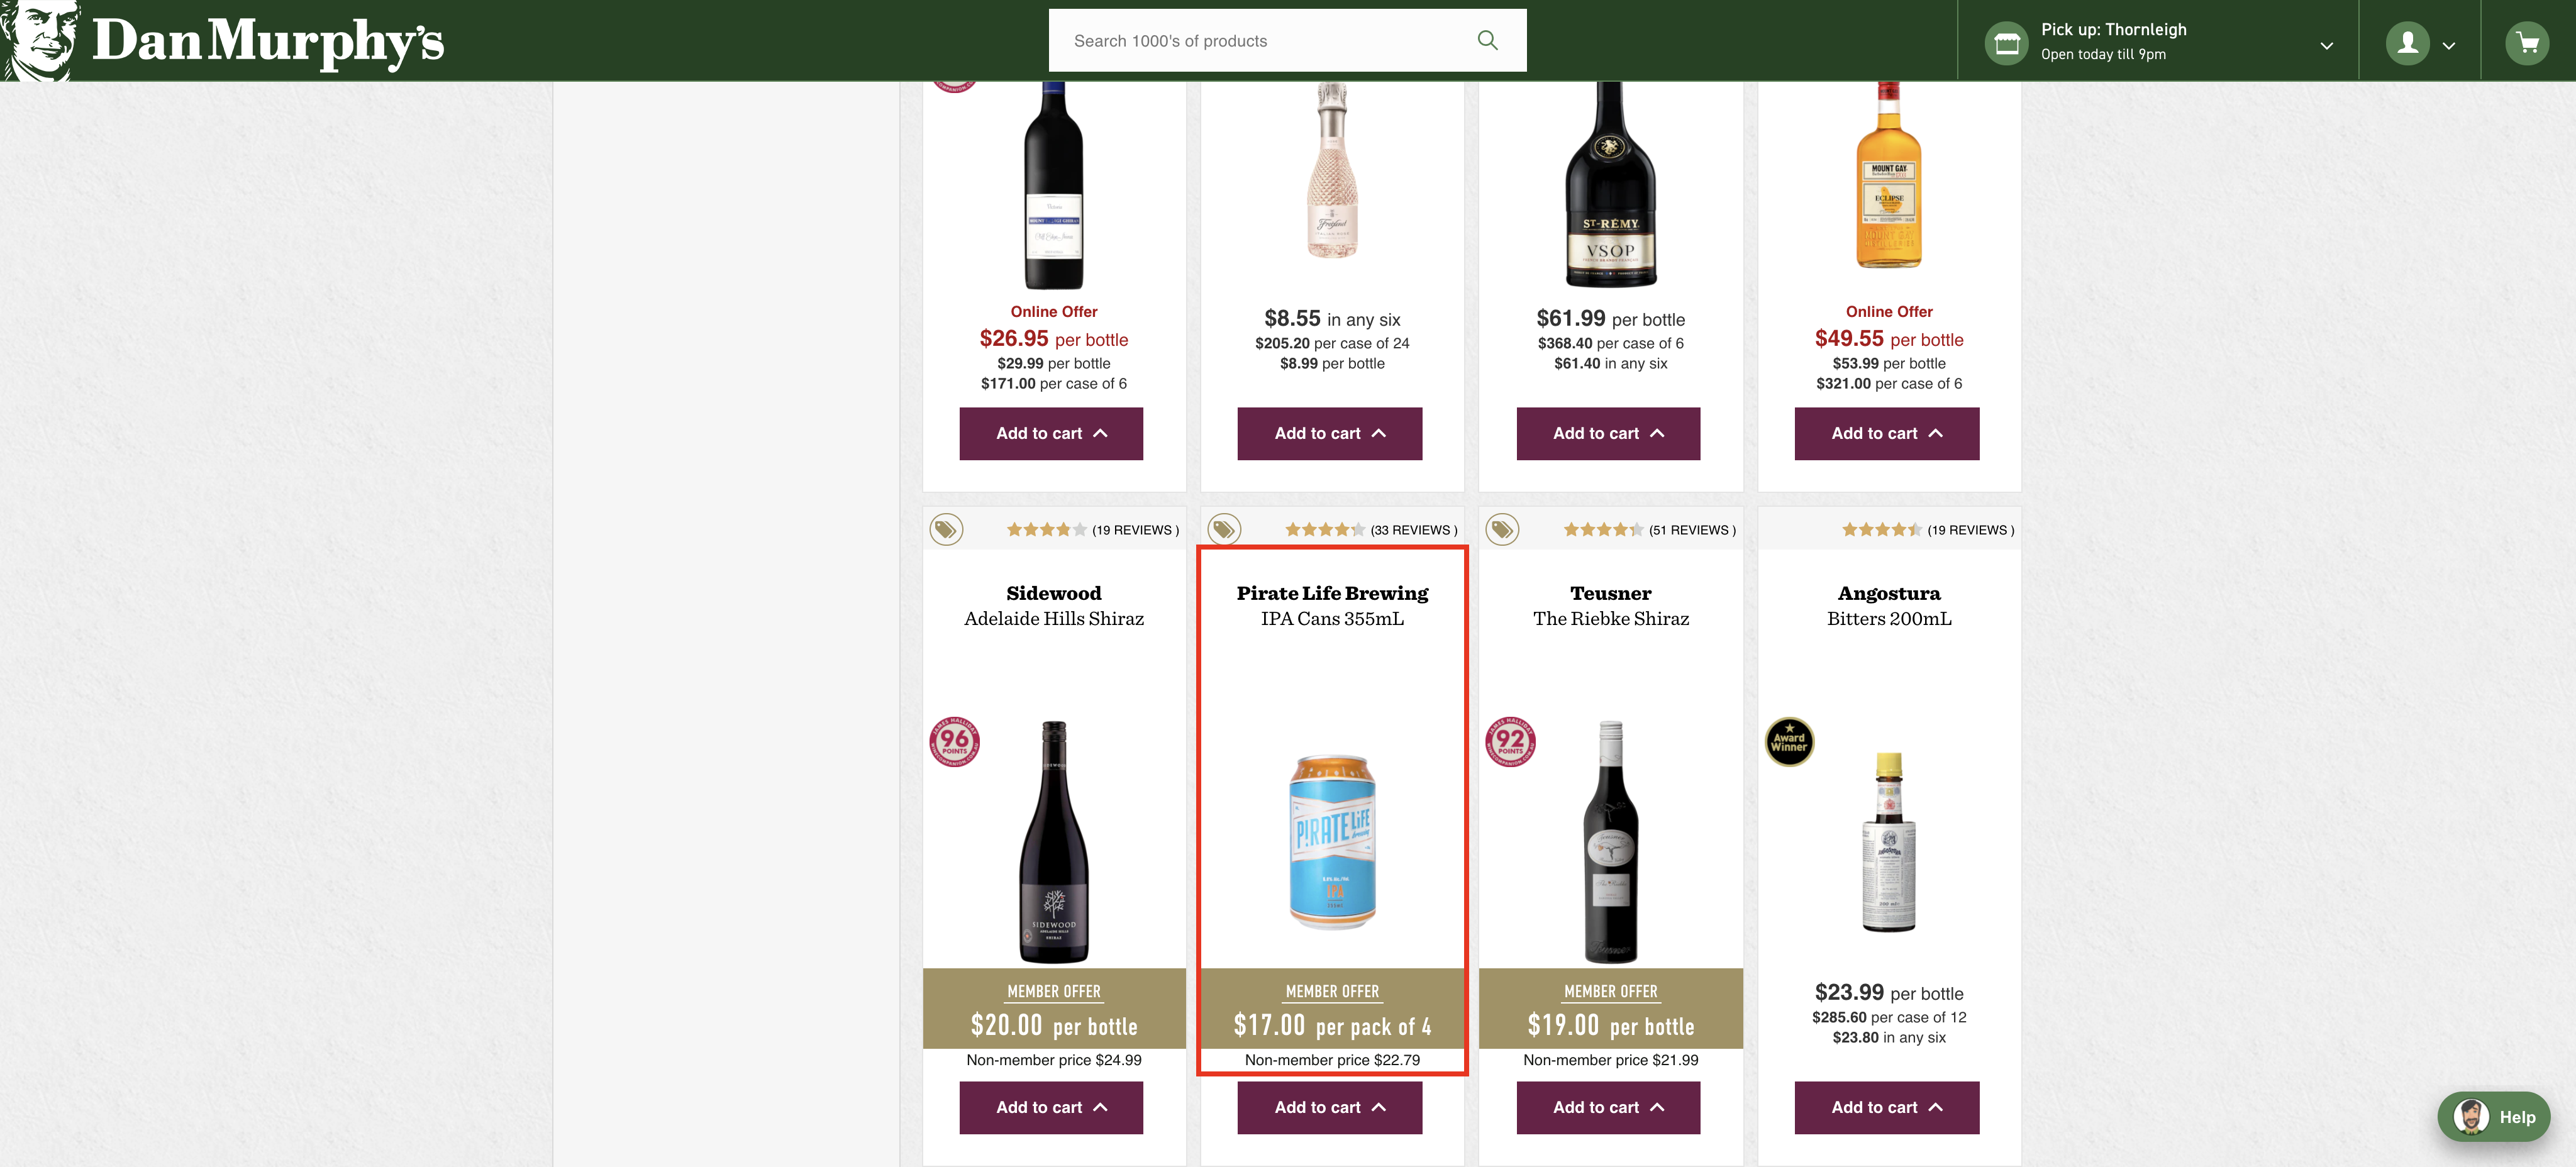 Dan Murphy's
Search 1000's of products
Pick up: Thornleigh
Open today till 9pm
MOUNT GAY
ECLIPSE
Freixenet
ST-RÉMY
VSOP
Online Offer
$26.95 per bottle
$29.99 per bottle
$171.00 per case of 6
Add to cart
$8.55 in any six
$205.20 per case of 24
$8.99 per bottle
Add to cart
$61.99 per bottle
$368.40 per case of 6
$61.40 in any six
Add to cart
Online Offer
$49.55 per bottle
$53.99 per bottle
$321.00 per case of 6
Add to cart
(19 REVIEWS )
Sidewood
Adelaide Hills Shiraz
96
POINTS
SIDEWOOD
ADELAIDE HILLS
SHIRAZ
MEMBER OFFER
$20.00 per bottle
Non-member price $24.99
Add to cart
(33 REVIEWS )
Pirate Life Brewing
IPA Cans 355mL
PIRATE LIFE
brewing
IPA
MEMBER OFFER
$17.00 per pack of 4
Non-member price $22.79
Add to cart
(51 REVIEWS )
Teusner
The Riebke Shiraz
92
POINTS
MEMBER OFFER
$19.00 per bottle
Non-member price $21.99
Add to cart
(19 REVIEWS )
Angostura
Bitters 200mL
Award
Winner
$23.99 per bottle
$285.60 per case of 12
$23.80 in any six
Add to cart
Help